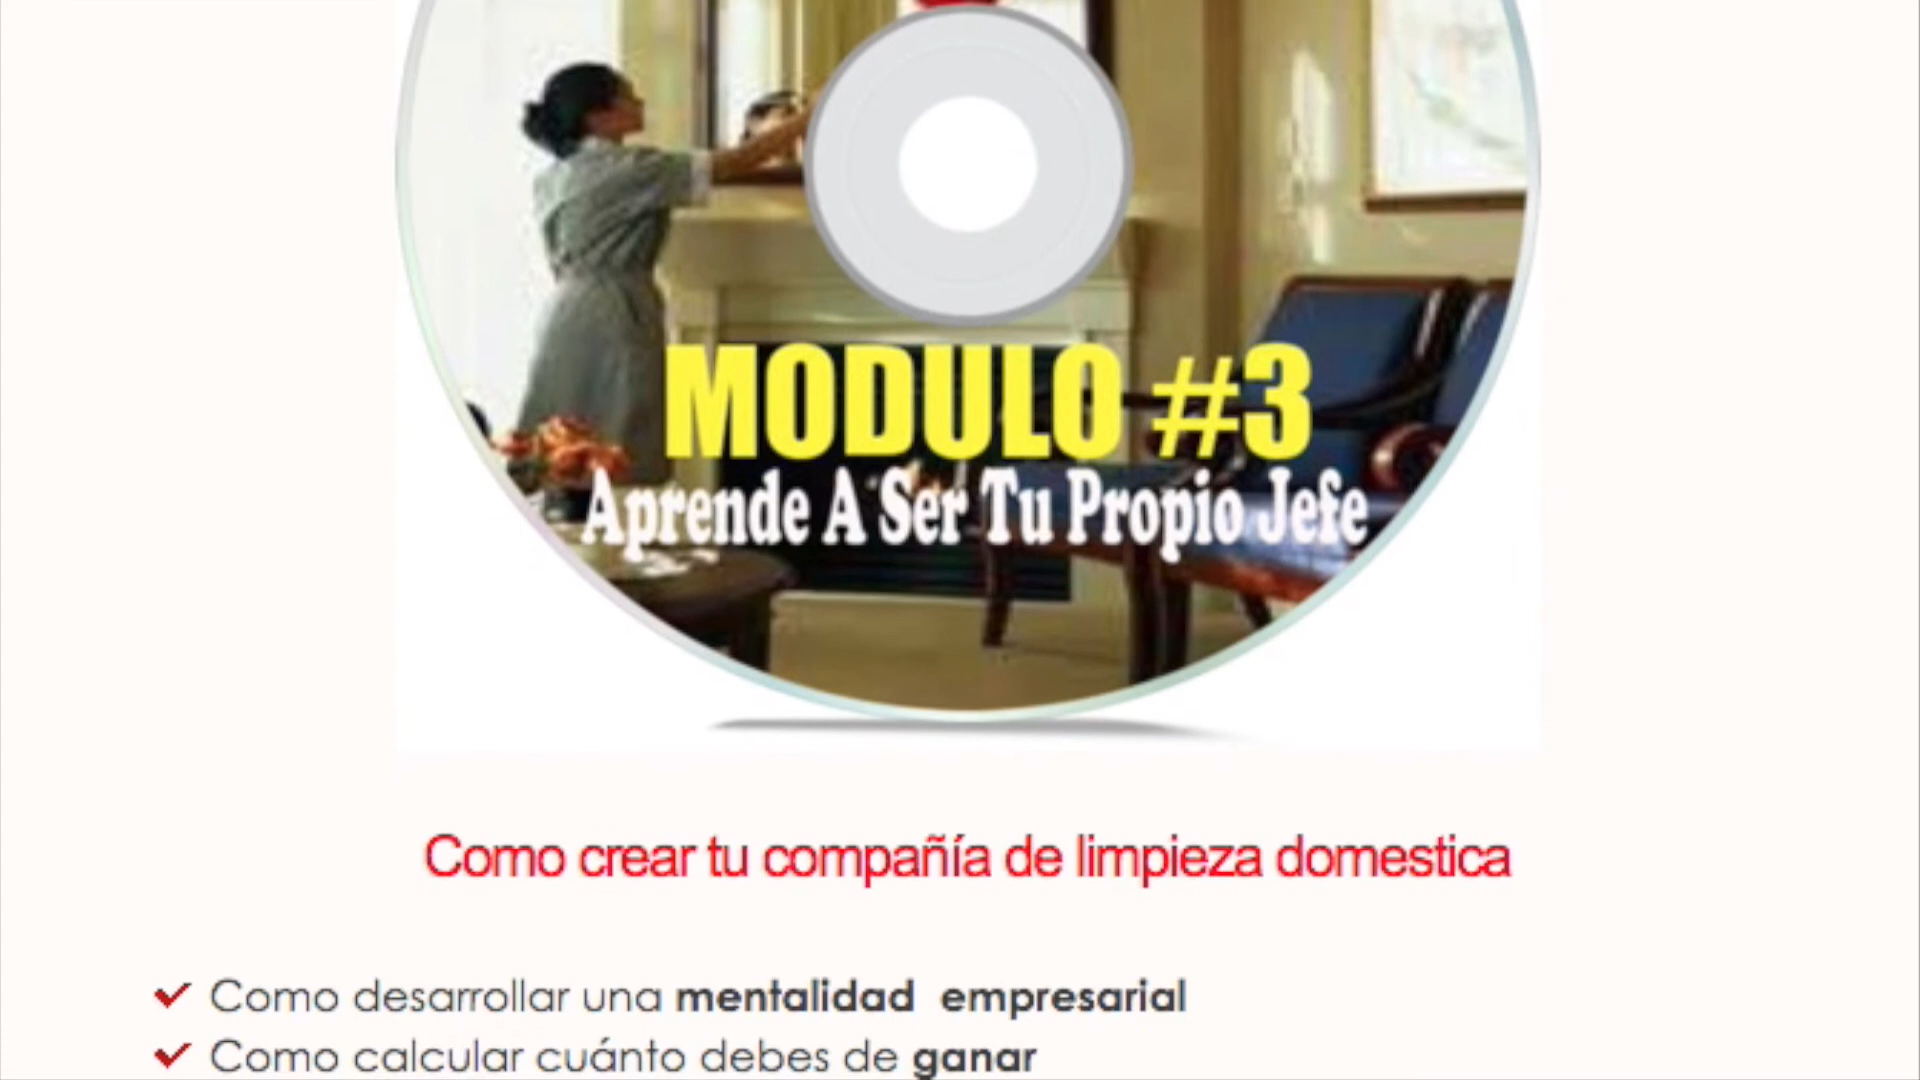 MODULO #3
Aprende A Ser Tu Propio Jefe
Como crear tu compañía de limpieza domestica
Como desarrollar una mentalidad empresarial
Como calcular cuánto debes de ganar